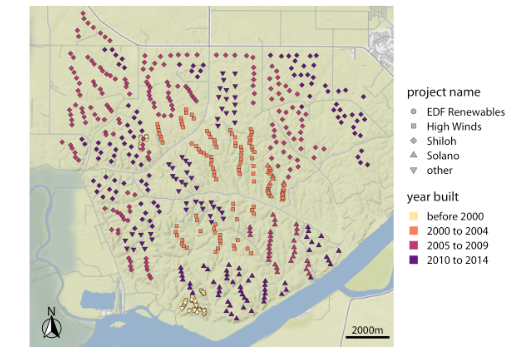 project name
EDF Renewables
High Winds
Shiloh
Solano
other
year built
before 2000
2000 to 2004
2005 to 2009
2010 to 2014
N
2000m